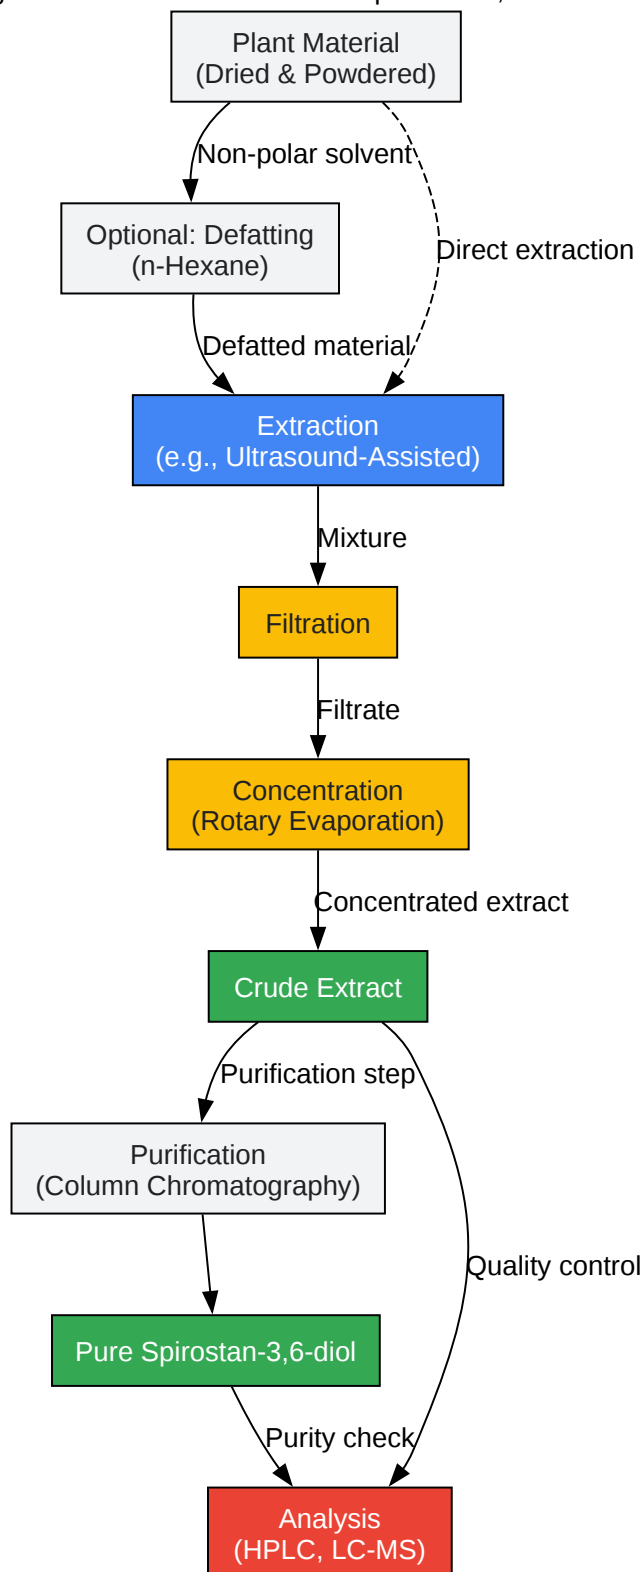 Plant Material
(Dried & Powdered)
Non-polar solvent
Optional: Defatting
(n-Hexane)
Direct extraction
Defatted material
Extraction
(e.g., Ultrasound-Assisted)
Mixture
Filtration
Filtrate
Concentration
(Rotary Evaporation)
Concentrated extract
Crude Extract
Purification step
Purification
(Column Chromatography)
Quality control
Pure Spirostan-3,6-diol
Purity check
Analysis
(HPLC, LC-MS)